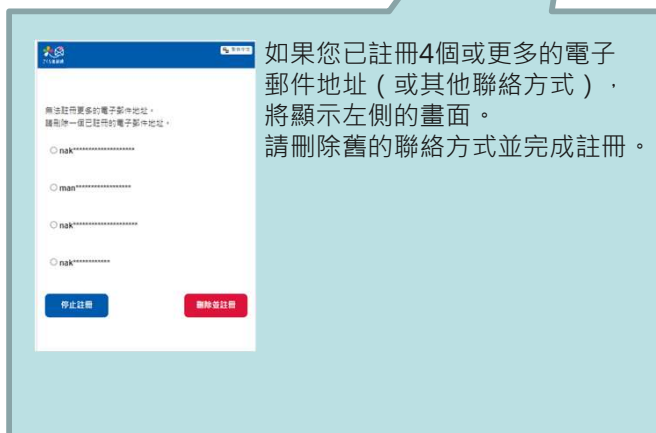 如果您已註冊4個或更多的電子
郵件地址（或其他聯絡方式），
將顯示左側的畫面。
請刪除舊的聯絡方式並完成註冊。
無法註冊更多的電子郵件地址。
請刪除一個已註冊的電子郵件地址。
nak********************
man******************
nak*********************
nak************
停止註冊
刪除並註冊